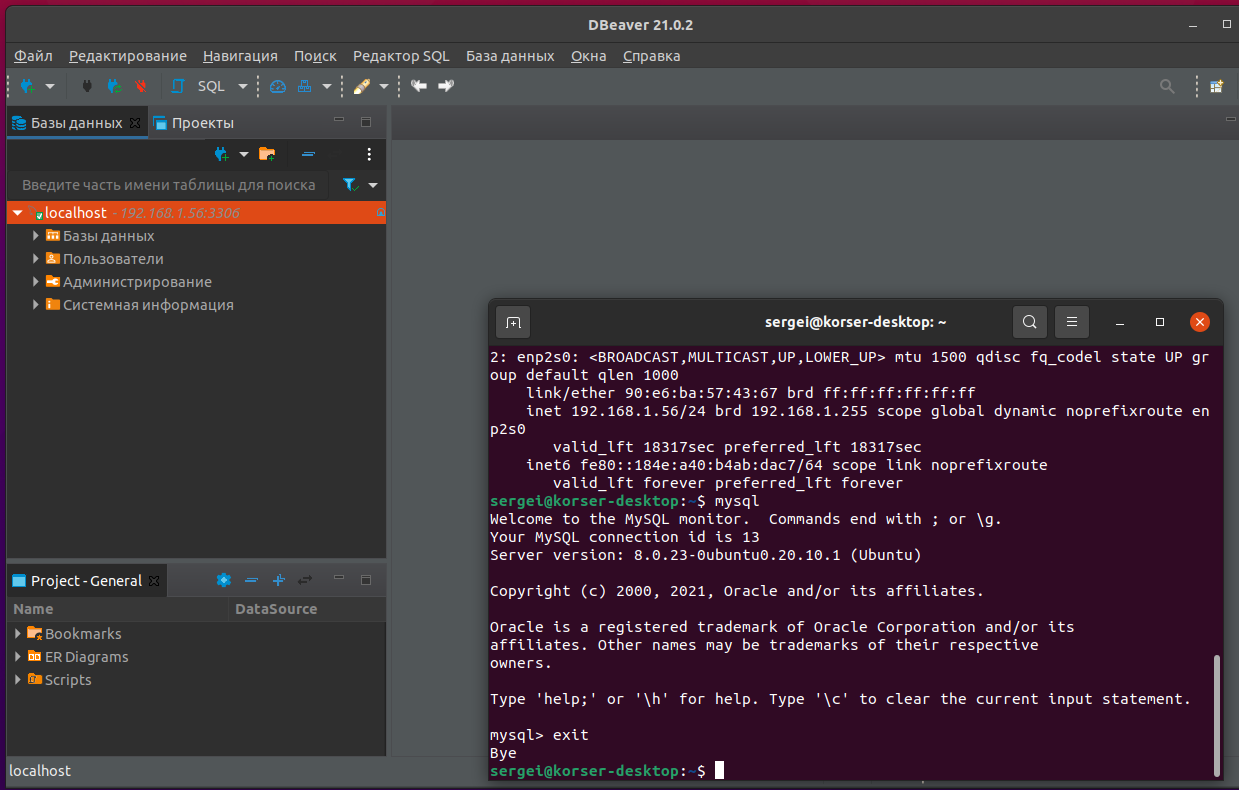 DBeaver 21.0.2
Файл Редактирование Навигация Поиск Редактор SQL База данных Окна Справка
SQL
Базы данных Проекты
Введите часть имени таблицы для поиска
localhost - 192.168.1.56:3306
Базы данных
Пользователи
Администрирование
Системная информация
Project - General
Name DataSource
Bookmarks
ER Diagrams
Scripts
localhost
sergei@korser-desktop: ~
2: enp2s0: <BROADCAST,MULTICAST,UP,LOWER_UP> mtu 1500 qdisc fq_codel state UP gr
oup default qlen 1000
link/ether 90:e6:ba:57:43:67 brd ff:ff:ff:ff:ff:ff
inet 192.168.1.56/24 brd 192.168.1.255 scope global dynamic noprefixroute en
p2s0
valid_lft 18317sec preferred_lft 18317sec
inet6 fe80::184e:a40:b4ab:dac7/64 scope link noprefixroute
valid_lft forever preferred_lft forever
sergei@korser-desktop:~$ mysql
Welcome to the MySQL monitor.  Commands end with ; or \g.
Your MySQL connection id is 13
Server version: 8.0.23-0ubuntu0.20.10.1 (Ubuntu)
Copyright (c) 2000, 2021, Oracle and/or its affiliates.
Oracle is a registered trademark of Oracle Corporation and/or its
affiliates. Other names may be trademarks of their respective
owners.
Type 'help;' or '\h' for help. Type '\c' to clear the current input statement.
mysql> exit
Bye
sergei@korser-desktop:~$